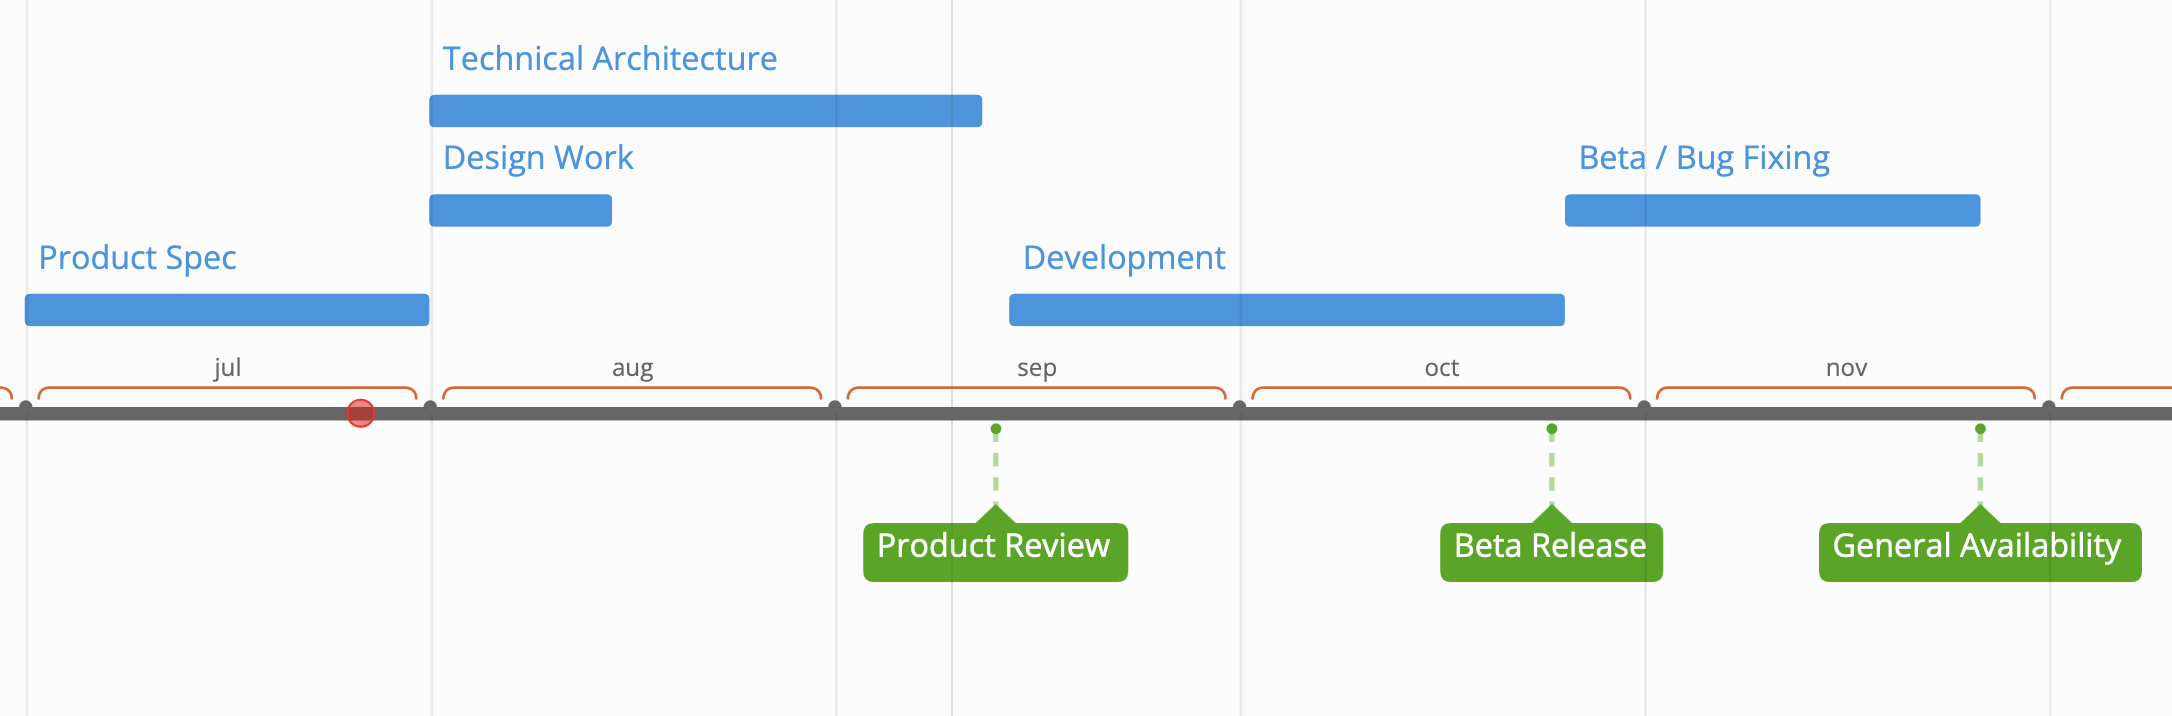 Technical Architecture
Design Work
Beta / Bug Fixing
Product Spec
Development
jul
aug
sep
oct
nov
Product Review
Beta Release
General Availability